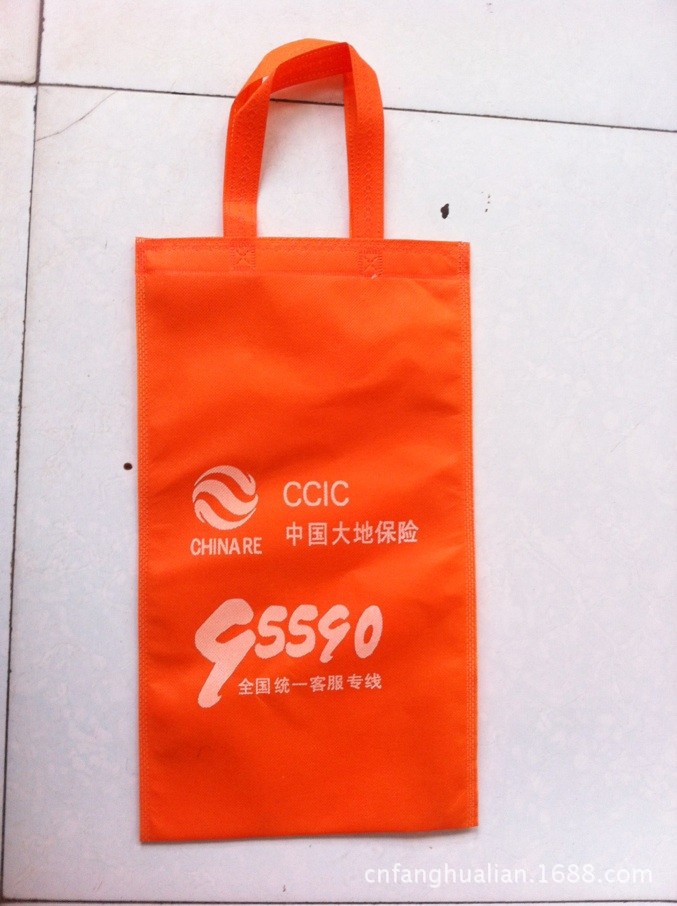 CCIC
CHINA RE
中国大地保险
95590
全国统一客服专线
cnfanghualian.1688.com